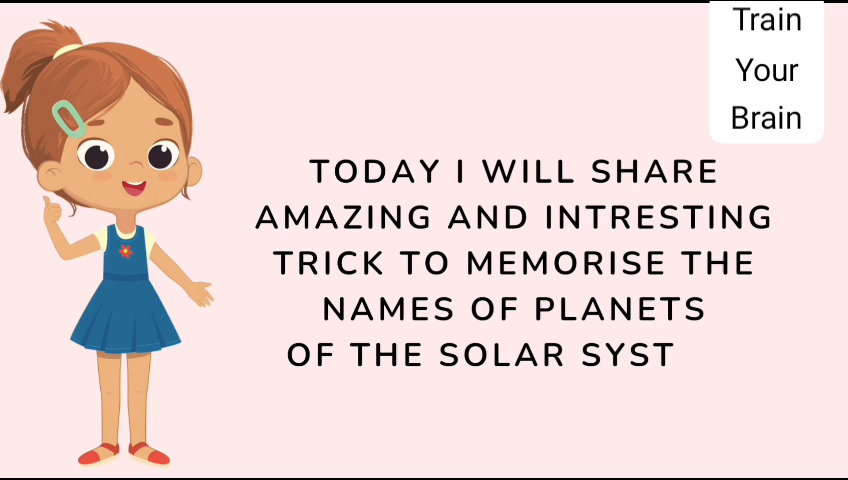 Train
Your
Brain
TODAY I WILL SHARE
AMAZING AND INTRESTING
TRICK TO MEMORISE THE
NAMES OF PLANETS
OF THE SOLAR SYST